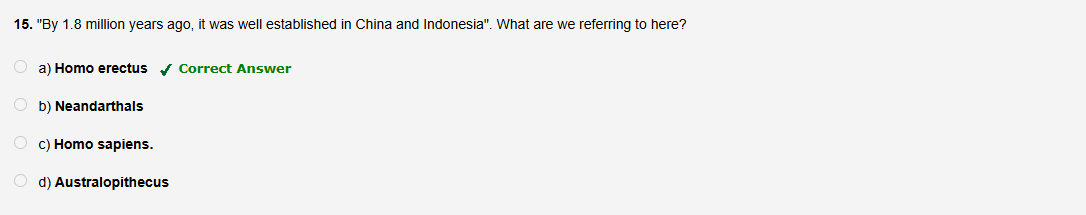 15. "By 1.8 million years ago, it was well established in China and Indonesia". What are we referring to here?
a) Homo erectus ✓ Correct Answer
b) Neandarthals
c) Homo sapiens.
d) Australopithecus